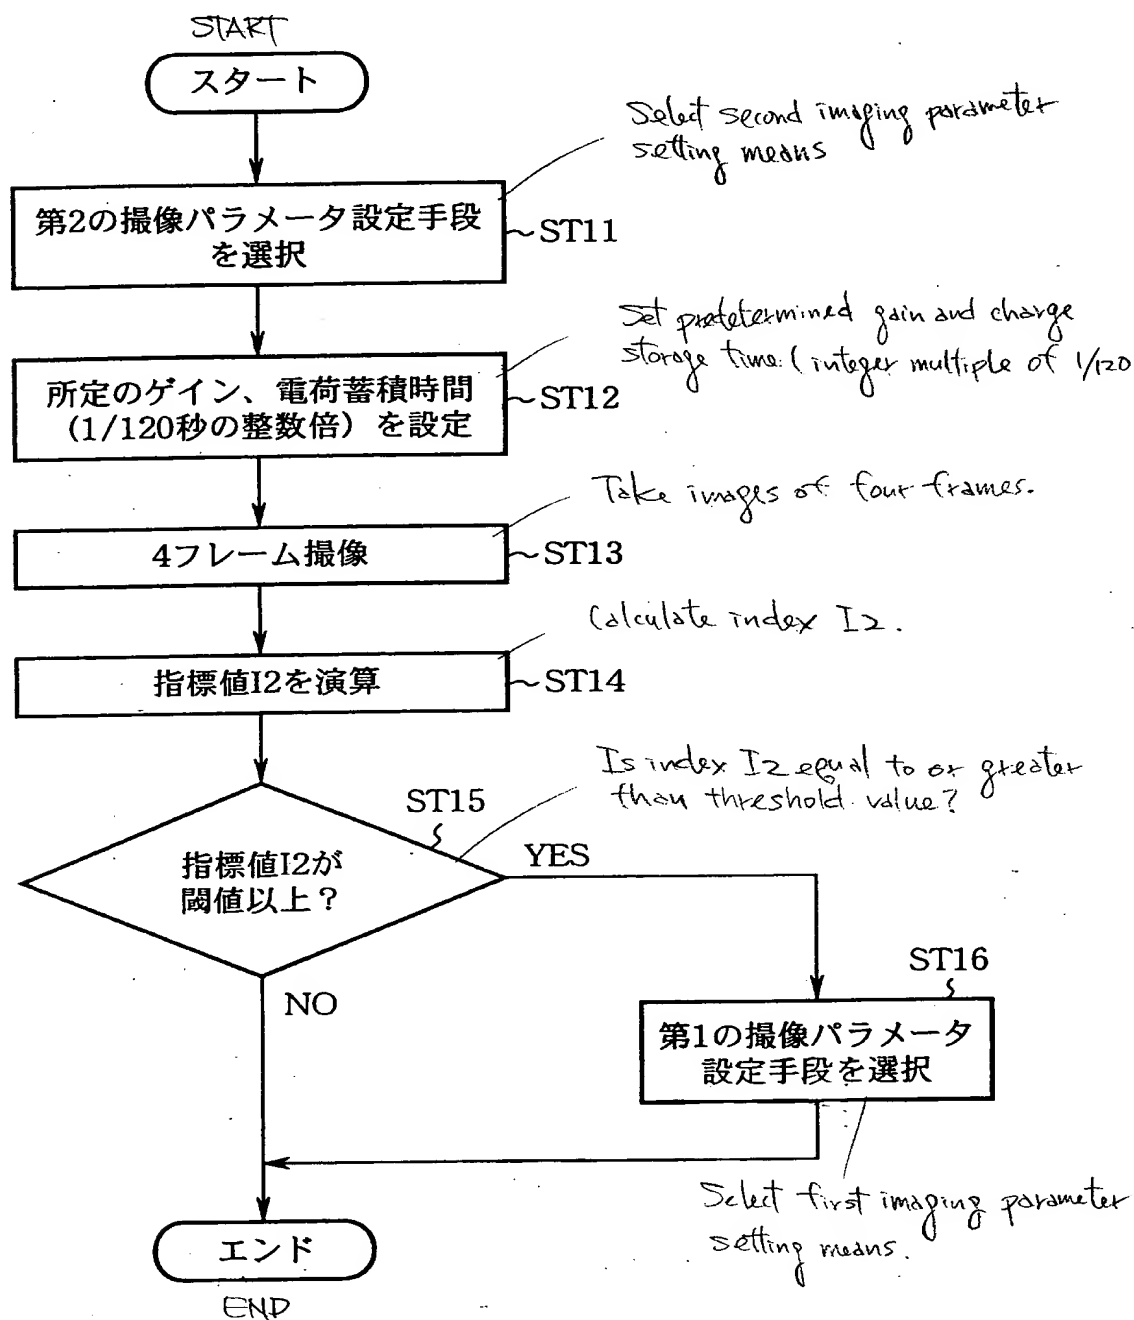 START
スタート
Select second imaging parameter
setting means
第2の撮像パラメータ設定手段
を選択
ST11
Set predetermined gain and charge
storage time (integer multiple of 1/120
所定のゲイン、電荷蓄積時間
(1/120秒の整数倍)を設定
ST12
Take images of four frames.
4フレーム撮像
ST13
Calculate index I2.
指標値I2を演算
ST14
Is index I2 equal to or greater
than threshold value?
ST15
指標値I2が
閾値以上?
YES
NO
ST16
第1の撮像パラメータ
設定手段を選択
Select first imaging parameter
setting means.
エンド
END